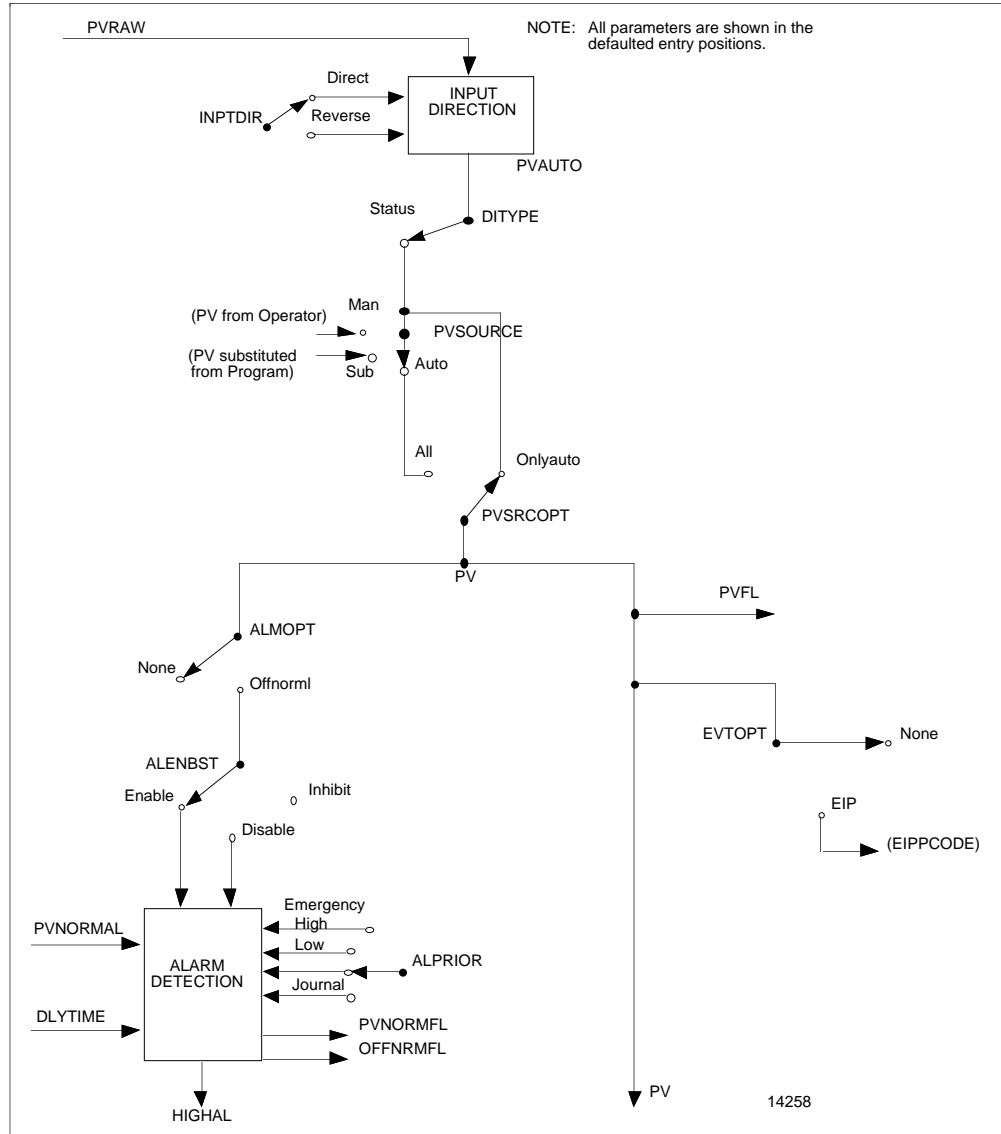 PVRAW
NOTE: All parameters are shown in the
defaulted entry positions.
Direct
INPUT
DIRECTION
INPTDIR
Reverse
PVAUTO
Status
DITYPE
Man
(PV from Operator)
PVSOURCE
(PV substituted
from Program)
Sub
Auto
All
Onlyauto
PVSRCOPT
PV
PVFL
ALMOPT
None
Offnorml
EVTOPT
None
ALENBST
Enable
Inhibit
EIP
Disable
(EIPPCODE)
Emergency
PVNORMAL
High
Low
ALARM
DETECTION
ALPRIOR
Journal
DLYTIME
PVNORMFL
OFFNRMFL
PV
14258
HIGHAL